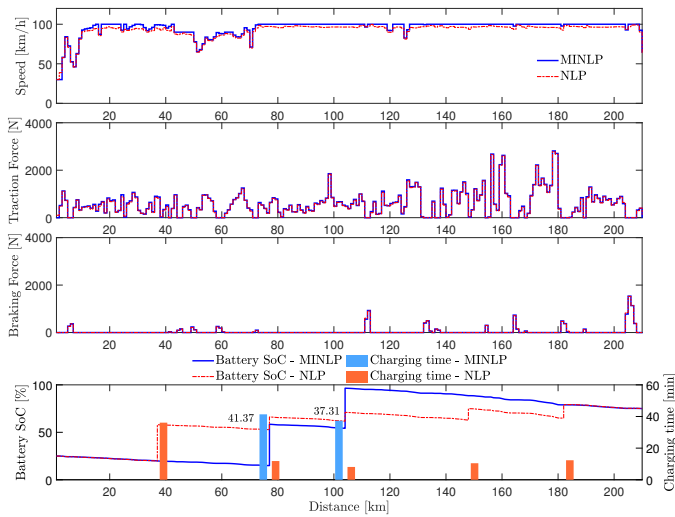 100
50
0
Speed [km/h]
MINLP
NLP
20 40 60 80 100 120 140 160 180 200
4000
2000
0
Traction Force [N]
20 40 60 80 100 120 140 160 180 200
4000
2000
0
Braking Force [N]
20 40 60 80 100 120 140 160 180 200
Battery SoC - MINLP Charging time - MINLP
Battery SoC - NLP Charging time - NLP
100
50
0
Battery SoC [%]
41.37
37.31
60
40
20
0
Charging time [min]
20 40 60 80 100 120 140 160 180 200
Distance [km]